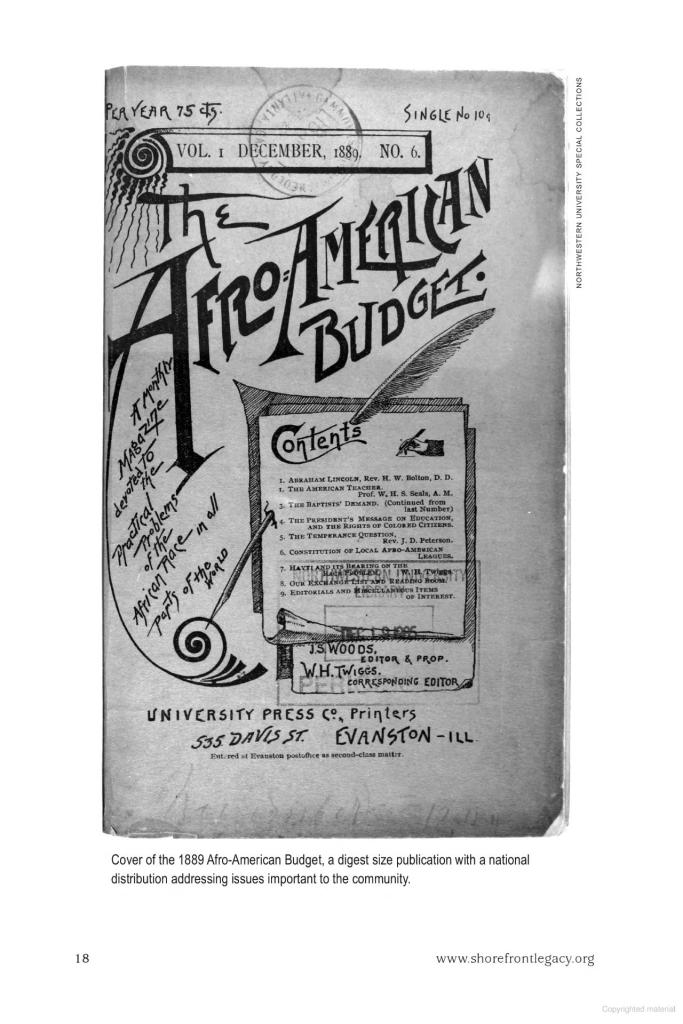 PER YEAR 75 cts.
SINGLE No 10¢
VOL. 1 DECEMBER, 1889. NO. 6.
The
AFRO=AMERICAN
BUDGET.
A Monthly
Magazine
devoted to
the
Practical
Problems
of the
African Race in all
parts of the
World
Contents
1. ABRAHAM LINCOLN, Rev. H. W. Bolton, D. D.
1. THE AMERICAN TEACHER.
Prof. W. H. S. Seals, A. M.
3. THE BAPTISTS' DEMAND. (Continued from
last Number)
4. THE PRESIDENT'S MESSAGE ON EDUCATION,
AND THE RIGHTS OF COLORED CITIZENS.
5. THE TEMPERANCE QUESTION,
Rev. J. D. Peterson.
6. CONSTITUTION OF LOCAL AFRO-AMERICAN
LEAGUES.
7. HAYTI AND ITS BEARING ON THE
RACE PROBLEM, W. H. Twiggs
8. OUR EXCHANGE LIST AND READING ROOM.
9. EDITORIALS AND MISCELLANEOUS ITEMS
OF INTEREST.
LIBRARY
J.S. WOODS,
EDITOR & PROP.
W.H. TWIGGS.
CORRESPONDING EDITOR
UNIVERSITY PRESS Co., Printers
535 DAVIS ST. EVANSTON - ILL.
Entered at Evanston postoffice as second-class matter.
NORTHWESTERN UNIVERSITY SPECIAL COLLECTIONS
Cover of the 1889 Afro-American Budget, a digest size publication with a national
distribution addressing issues important to the community.
18
www.shorefrontlegacy.org
Copyrighted material